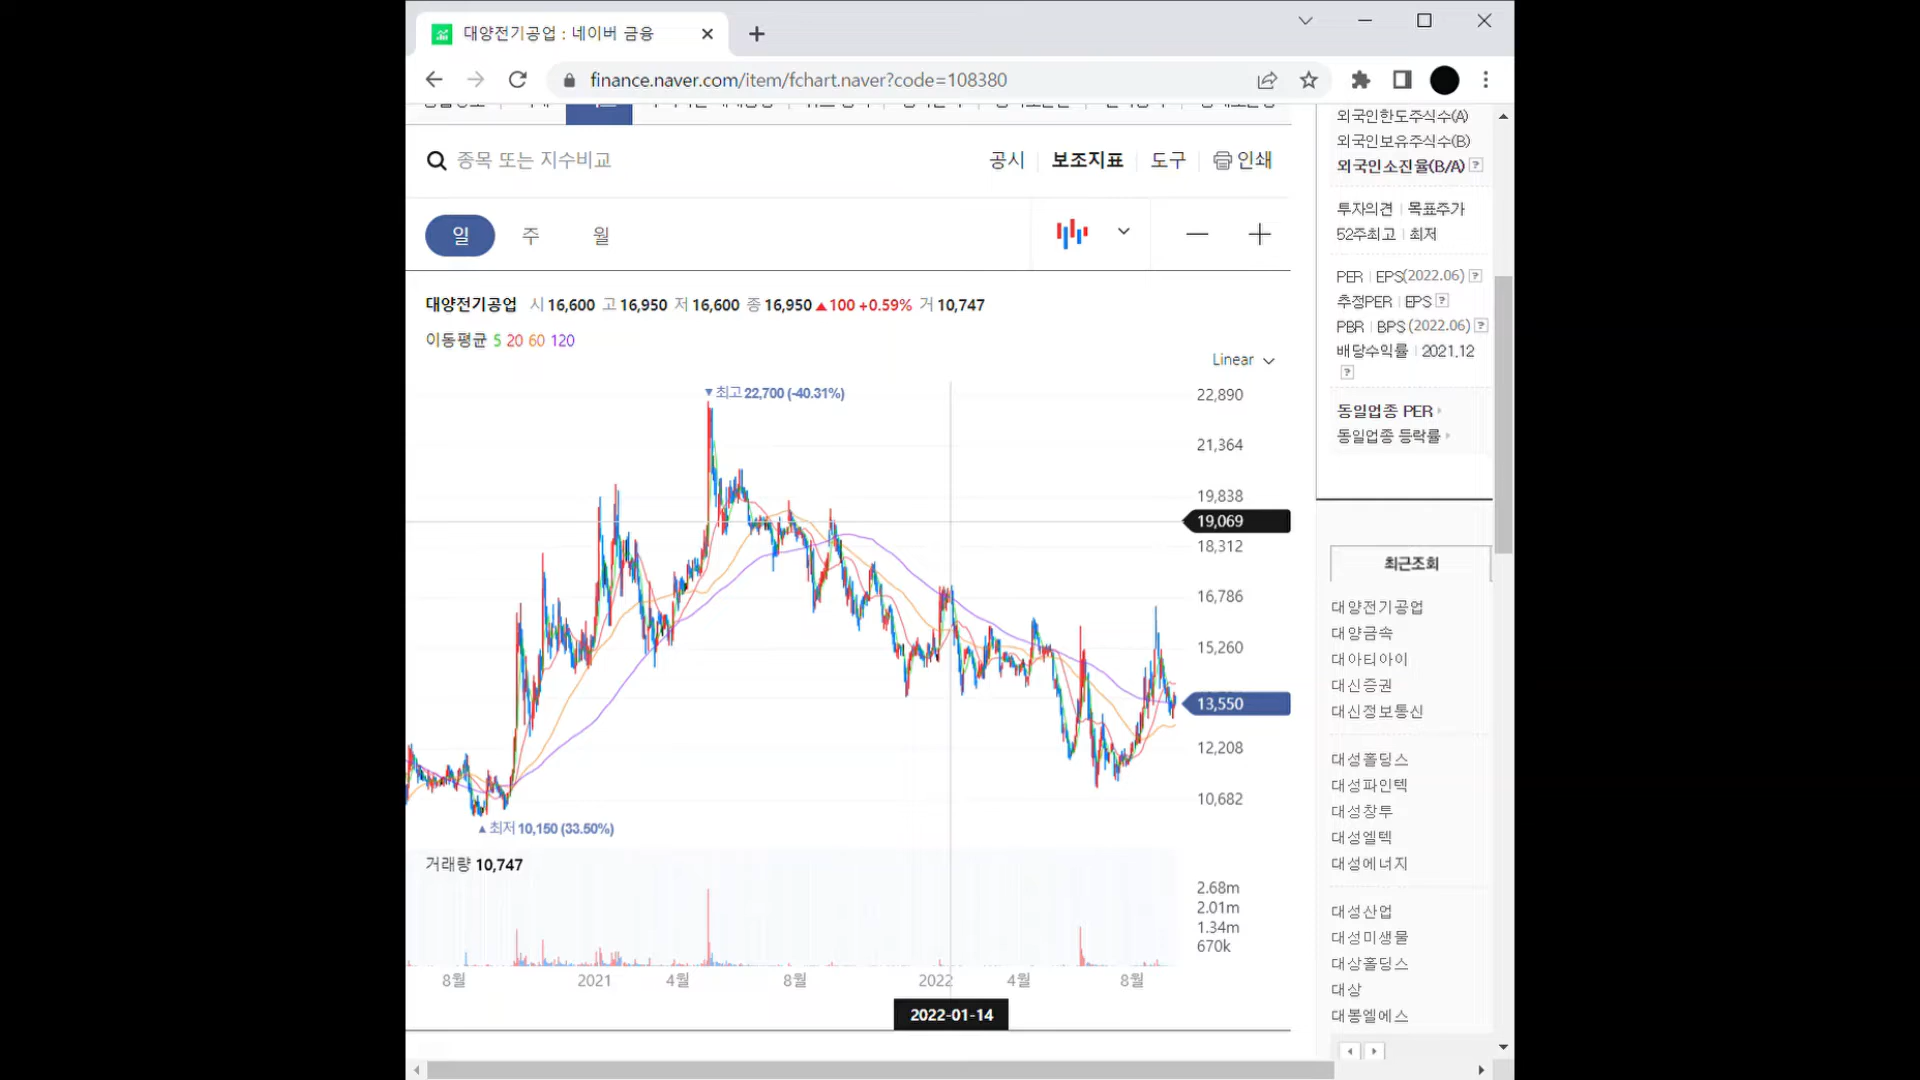 대양전기공업 : 네이버 금융
finance.naver.com/item/fchart.naver?code=108380
종목 또는 지수비교
공시 보조지표 도구 인쇄
일 주 월
대양전기공업 시 16,600 고 16,950 저 16,600 종 16,950 ▲100 +0.59% 거 10,747
이동평균 5 20 60 120
Linear
▼최고 22,700 (-40.31%)
22,890
21,364
19,838
19,069
18,312
16,786
15,260
13,550
12,208
10,682
▲최저 10,150 (33.50%)
거래량 10,747
2.68m
2.01m
1.34m
670k
8월 2021 4월 8월 2022 4월 8월
2022-01-14
외국인한도주식수(A)
외국인보유주식수(B)
외국인소진율(B/A) ?
투자의견 | 목표주가
52주최고 | 최저
PER | EPS(2022.06) ?
추정PER | EPS ?
PBR | BPS (2022.06) ?
배당수익률 | 2021.12
?
동일업종 PER
동일업종 등락률
최근조회
대양전기공업
대양금속
대아티아이
대신증권
대신정보통신
대성홀딩스
대성파인텍
대성창투
대성엘텍
대성에너지
대성산업
대성미생물
대상홀딩스
대상
대봉엘에스